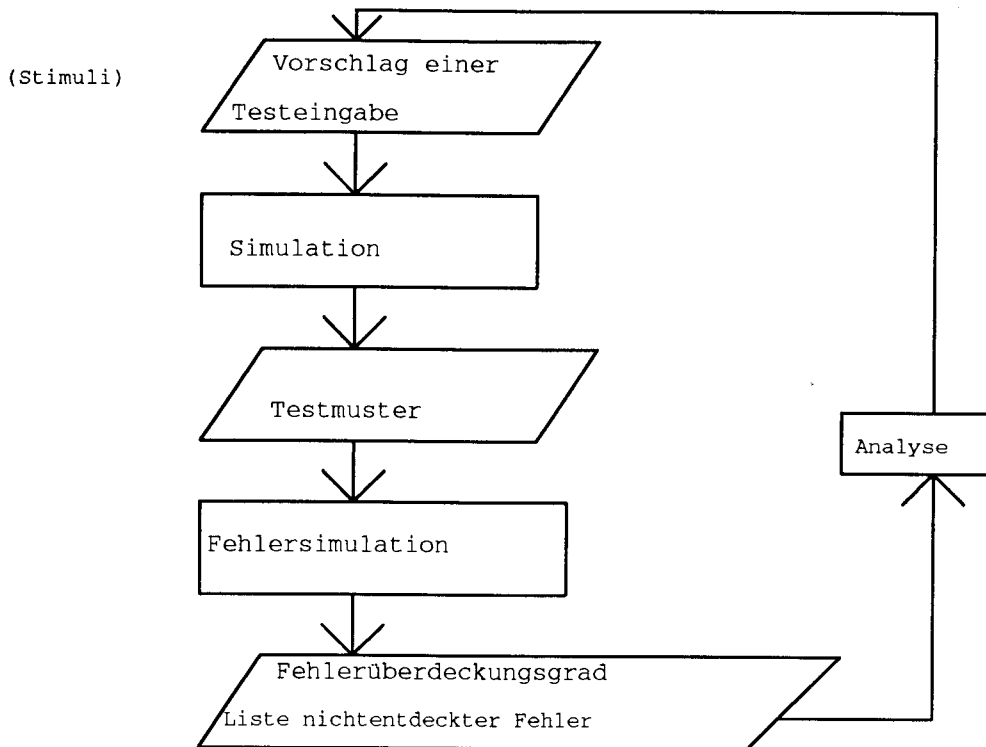 Vorschlag einer
(Stimuli)
Testeingabe
Simulation
Testmuster
Analyse
Fehlersimulation
Fehlerüberdeckungsgrad
Liste nichtentdeckter Fehler